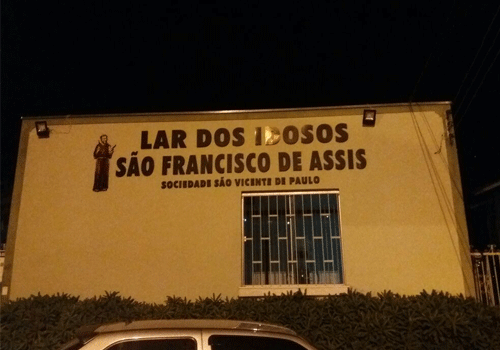 LAR DOS IDOSOS
SÃO FRANCISCO DE ASSIS
SOCIEDADE SÃO VICENTE DE PAULO